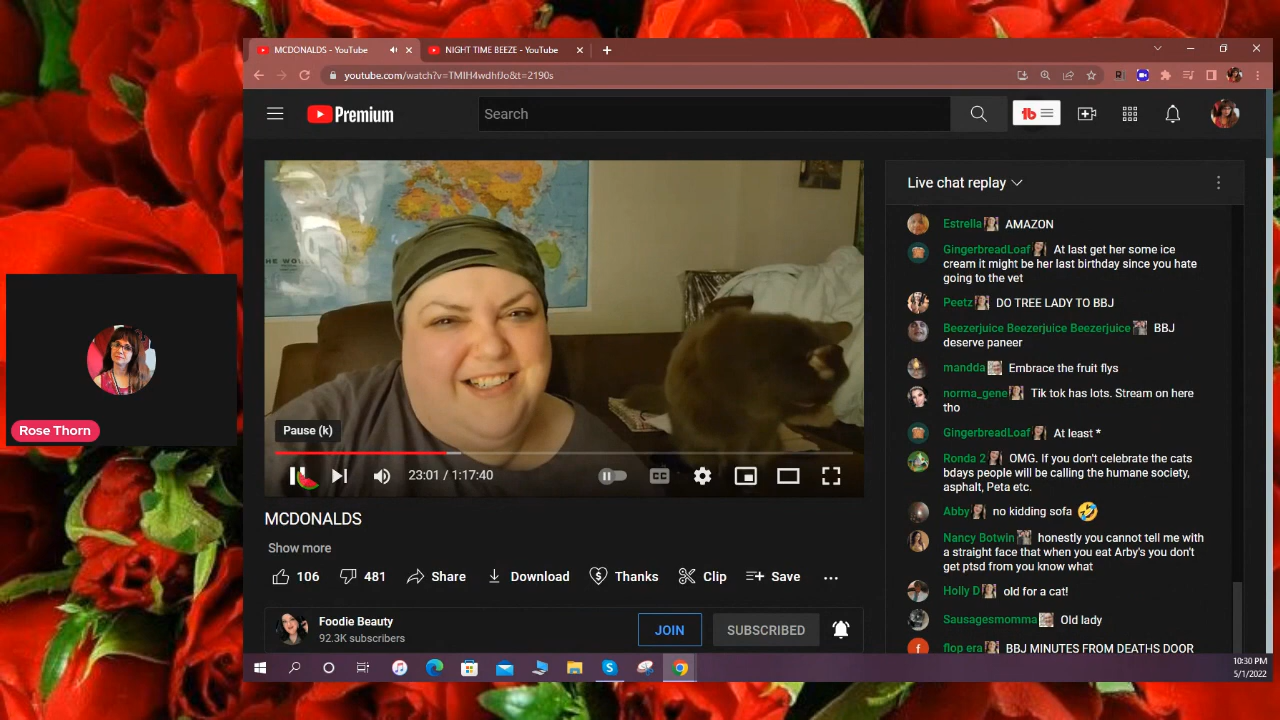 MCDONALDS - YouTube
NIGHT TIME BEEZE - YouTube
youtube.com/watch?v=TMIH4wdhfJo&t=2190s
Premium
Search
Live chat replay
THE WO
Estrella AMAZON
GingerbreadLoaf At last get her some ice
cream it might be her last birthday since you hate
going to the vet
Peetz DO TREE LADY TO BBJ
Beezerjuice Beezerjuice Beezerjuice BBJ
deserve paneer
mandda Embrace the fruit flys
norma_gene Tik tok has lots. Stream on here
tho
GingerbreadLoaf At least *
Ronda 2 OMG. If you don't celebrate the cats
bdays people will be calling the humane society,
asphalt, Peta etc.
Abby no kidding sofa 🤣
Nancy Botwin honestly you cannot tell me with
a straight face that when you eat Arby's you don't
get ptsd from you know what
Holly D old for a cat!
Sausagesmomma Old lady
f flop era BBJ MINUTES FROM DEATHS DOOR
Rose Thorn
Pause (k)
23:01 / 1:17:40
CC
MCDONALDS
Show more
106 481 Share Download Thanks Clip Save
Foodie Beauty
92.3K subscribers
JOIN SUBSCRIBED
10:30 PM
5/1/2022